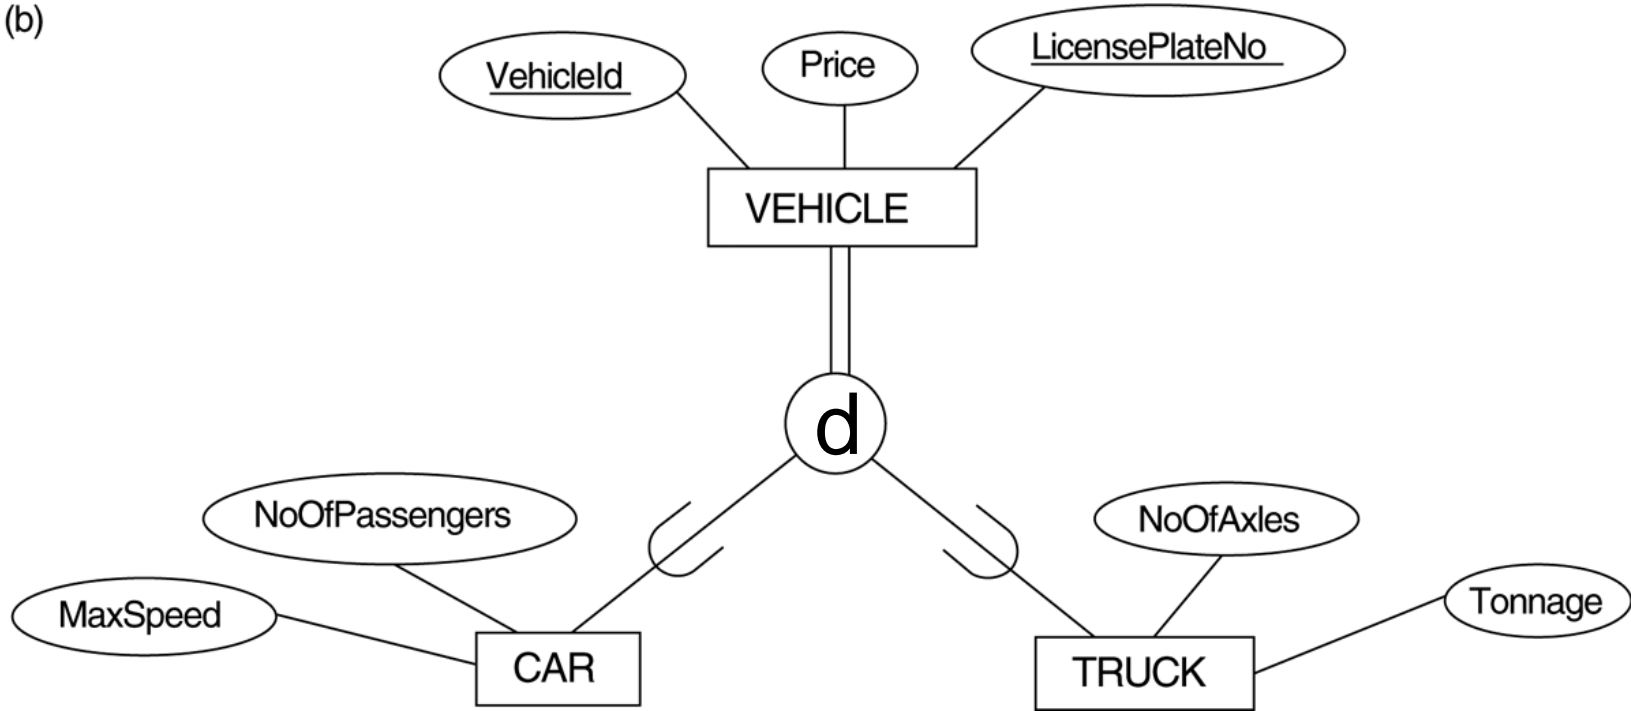 (b)
VehicleId
Price
LicensePlateNo
VEHICLE
d
NoOfPassengers
NoOfAxles
MaxSpeed
Tonnage
CAR
TRUCK